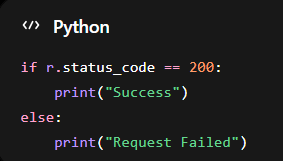 </> Python
if r.status_code == 200:
    print("Success")
else:
    print("Request Failed")